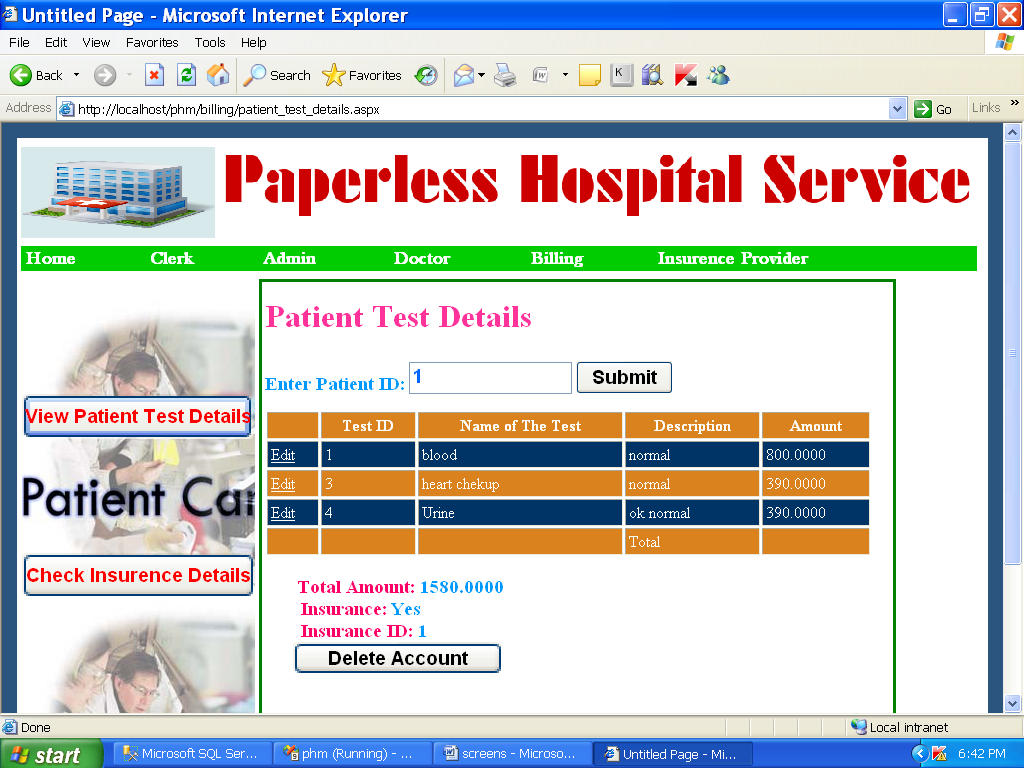 Untitled Page - Microsoft Internet Explorer
File Edit View Favorites Tools Help
Back Search Favorites
Address http://localhost/phm/billing/patient_test_details.aspx Go Links »
Paperless Hospital Service
Home Clerk Admin Doctor Billing Insurence Provider
Patient Test Details
Enter Patient ID: 1 Submit
View Patient Test Details
Test ID Name of The Test Description Amount
Edit 1 blood normal 800.0000
Edit 3 heart chekup normal 390.0000
Edit 4 Urine ok normal 390.0000
Total
Patient Car
Check Insurence Details
Total Amount: 1580.0000
Insurance: Yes
Insurance ID: 1
Delete Account
Done Local intranet
start Microsoft SQL Ser... phm (Running) - ... screens - Microso... Untitled Page - Mi... 6:42 PM